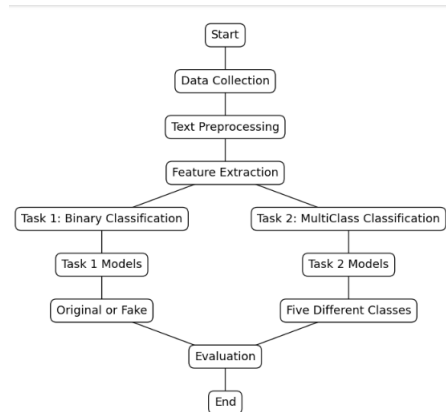 Start
Data Collection
Text Preprocessing
Feature Extraction
Task 1: Binary Classification
Task 2: MultiClass Classification
Task 1 Models
Task 2 Models
Original or Fake
Five Different Classes
Evaluation
End